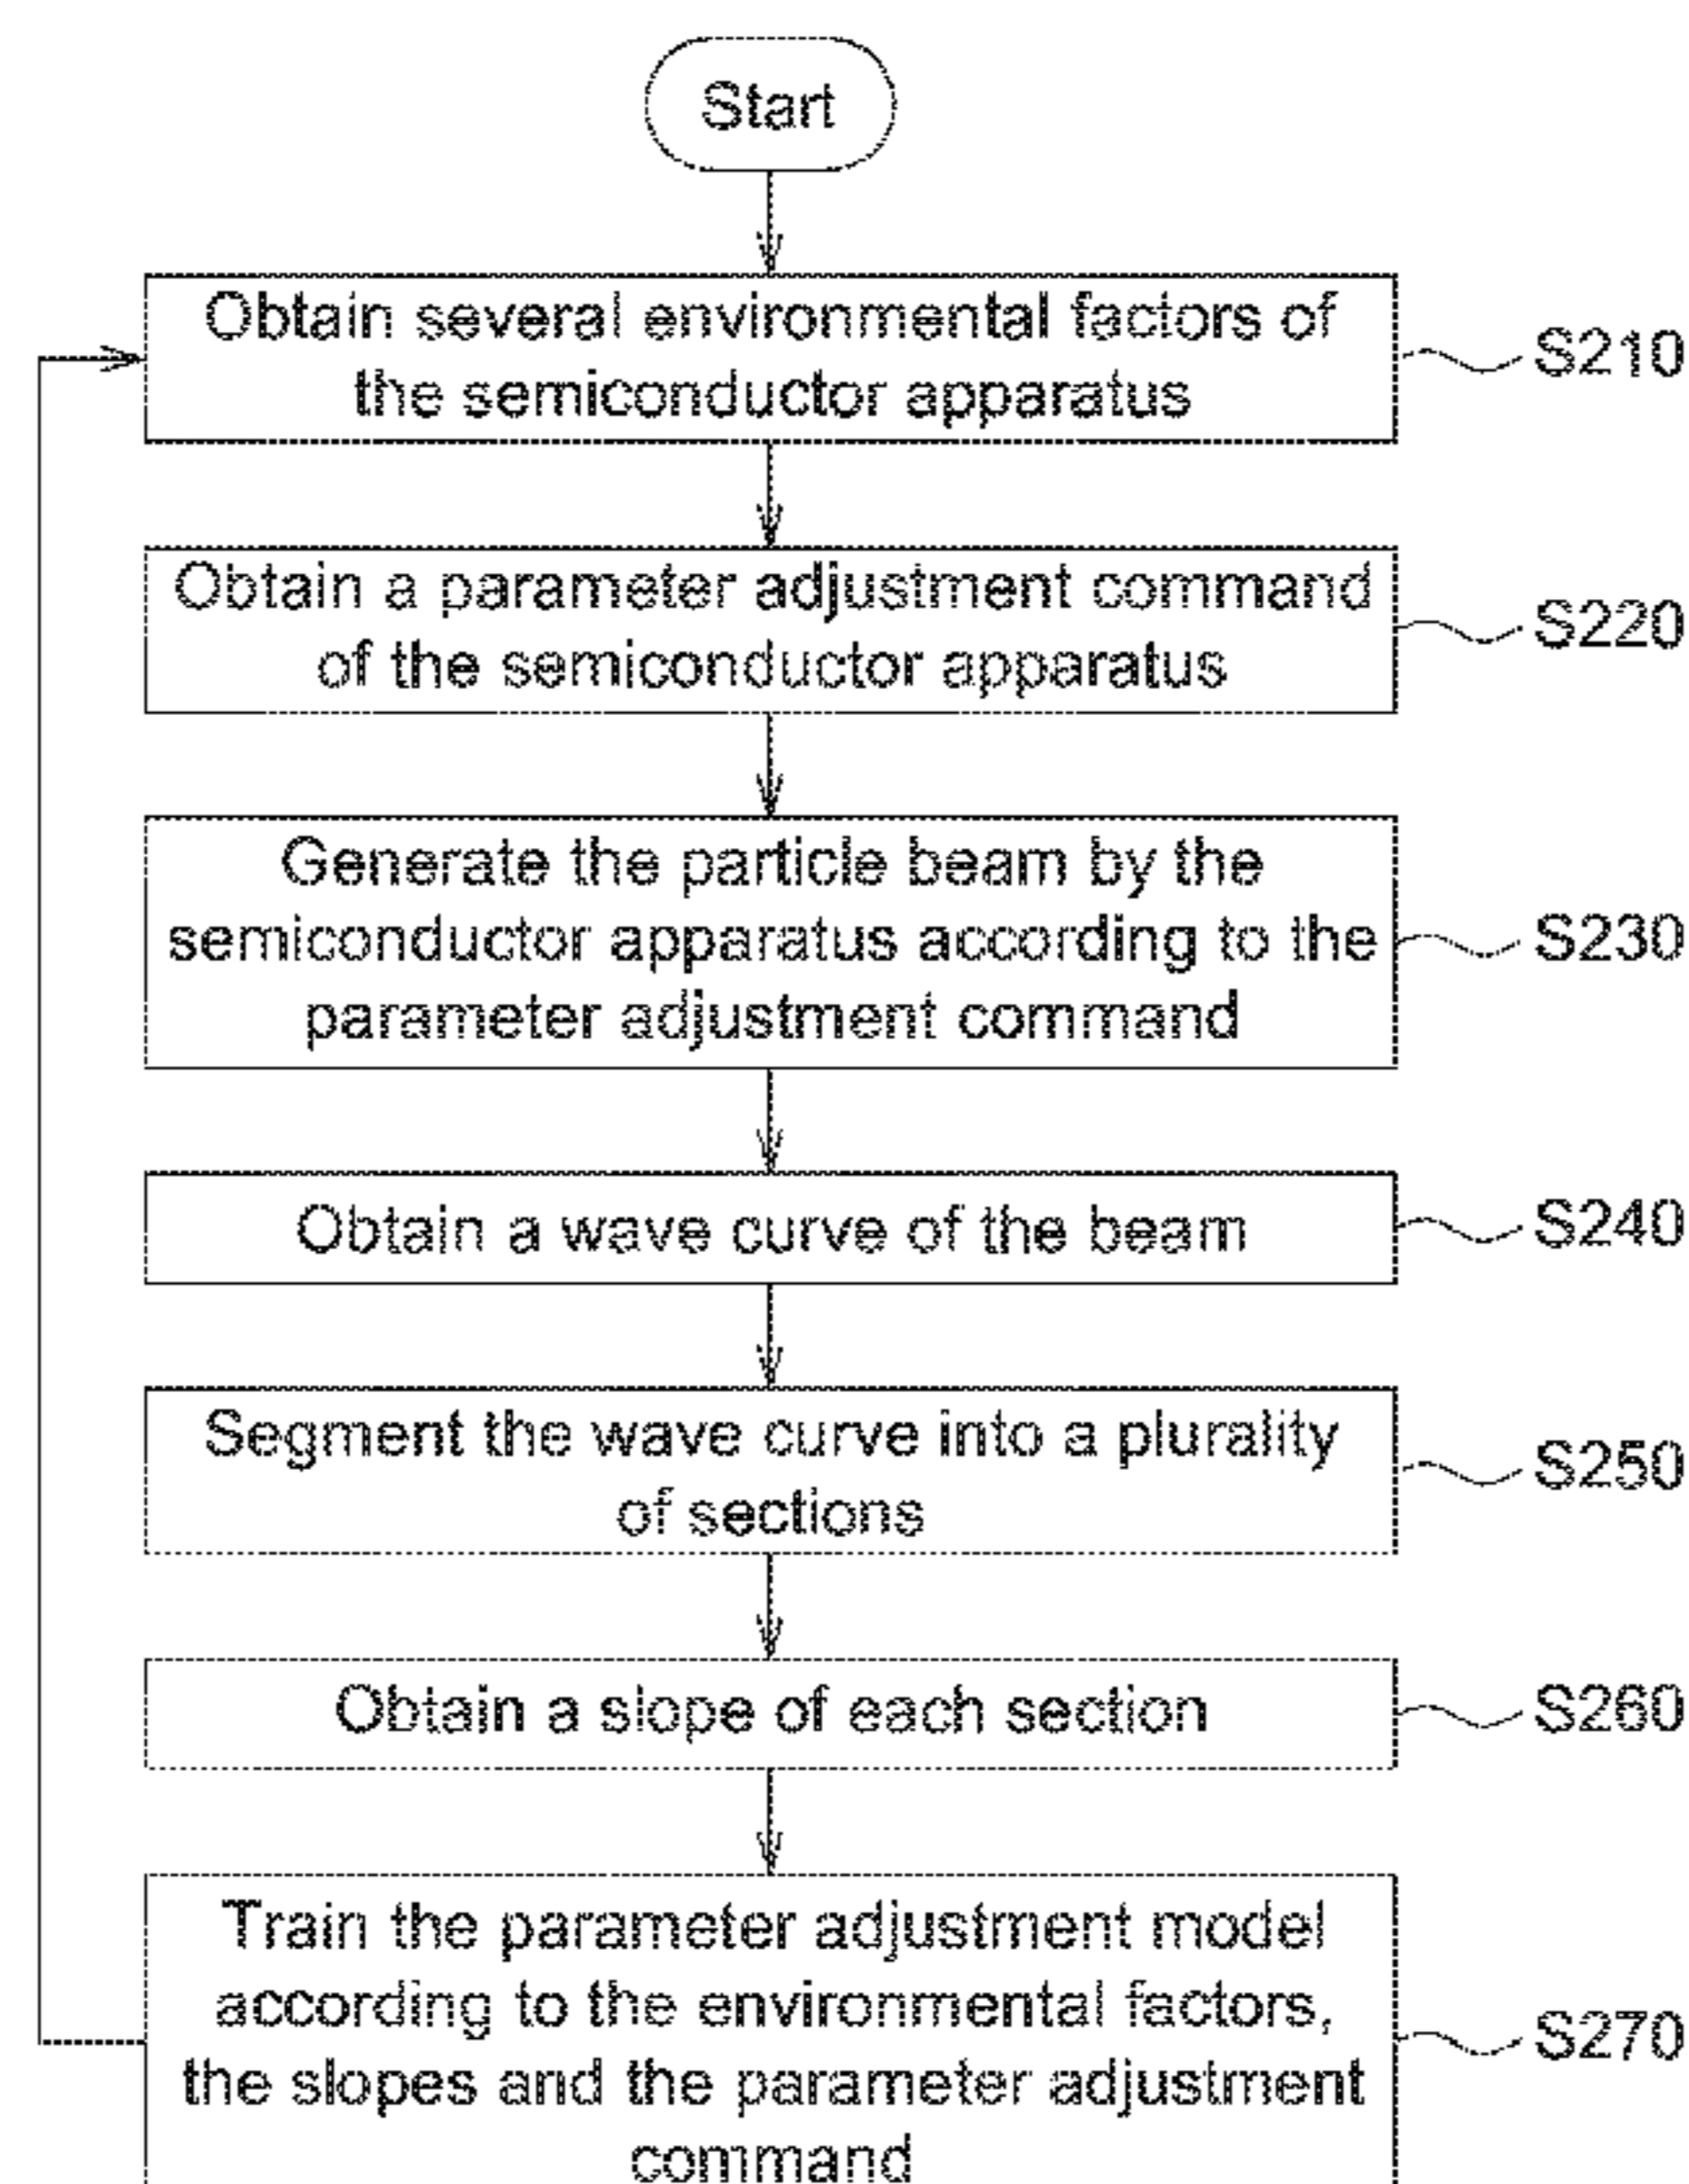 Start
Obtain several environmental factors of
the semiconductor apparatus
S210
Obtain a parameter adjustment command
of the semiconductor apparatus
S220
Generate the particle beam by the
semiconductor apparatus according to the
parameter adjustment command
S230
Obtain a wave curve of the beam
S240
Segment the wave curve into a plurality
of sections
S250
Obtain a slope of each section
S260
Train the parameter adjustment model
according to the environmental factors,
the slopes and the parameter adjustment
command
S270